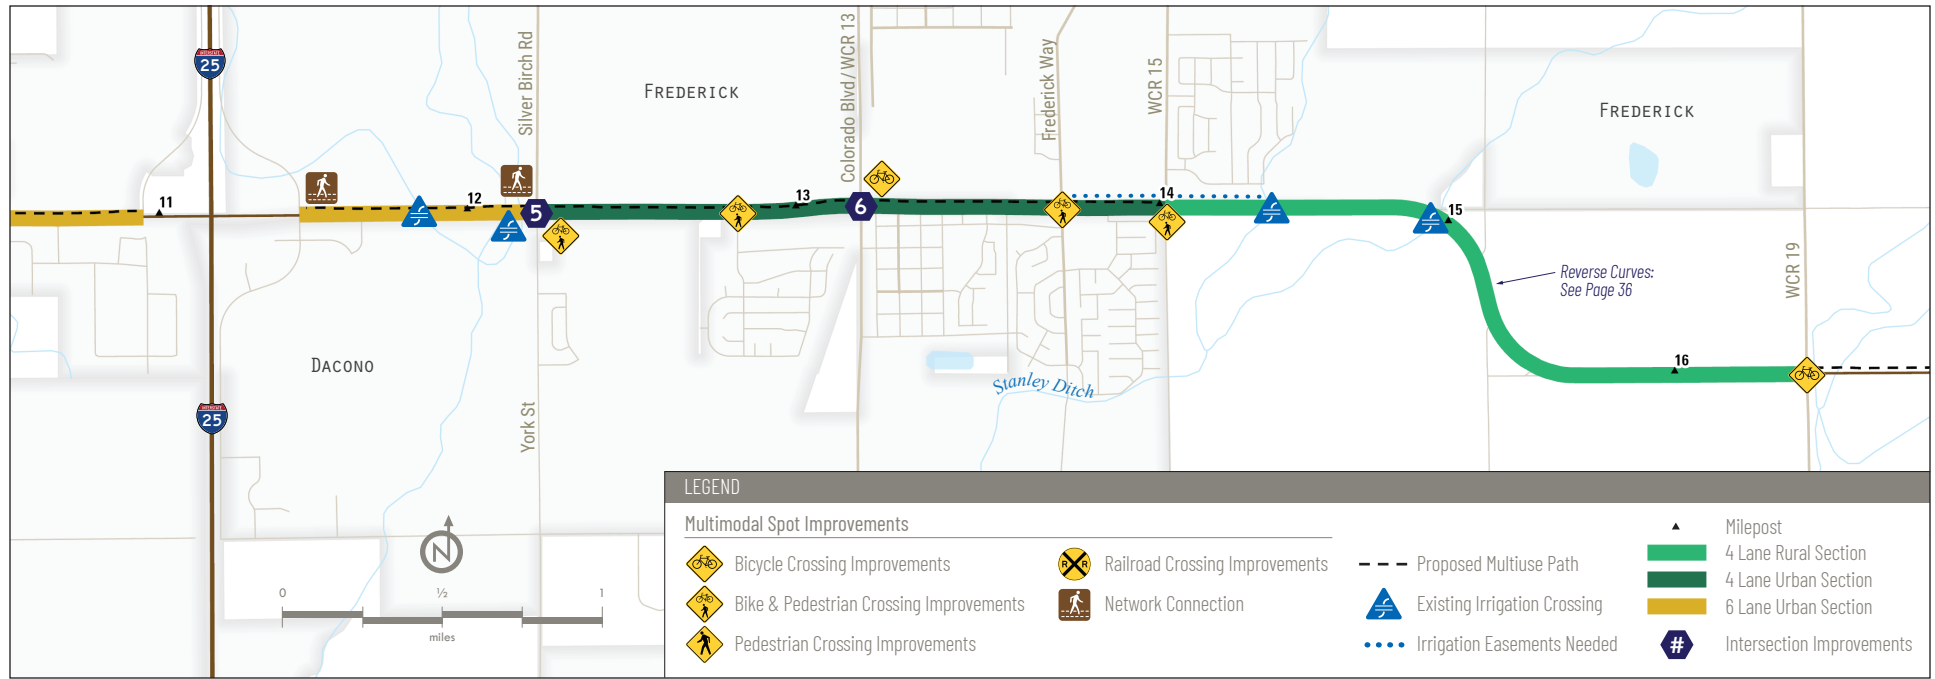 INTERSTATE
25
Silver Birch Rd
FREDERICK
Colorado Blvd / WCR 13
Frederick Way
WCR 15
FREDERICK
11
12
5
13
6
14
15
Reverse Curves:
See Page 36
WCR 19
16
DACONO
INTERSTATE
25
York St
Stanley Ditch
N
0
½
1
miles
LEGEND
Multimodal Spot Improvements
Bicycle Crossing Improvements
Bike & Pedestrian Crossing Improvements
Pedestrian Crossing Improvements
R R
Railroad Crossing Improvements
Network Connection
Proposed Multiuse Path
Existing Irrigation Crossing
Irrigation Easements Needed
Milepost
4 Lane Rural Section
4 Lane Urban Section
6 Lane Urban Section
#
Intersection Improvements